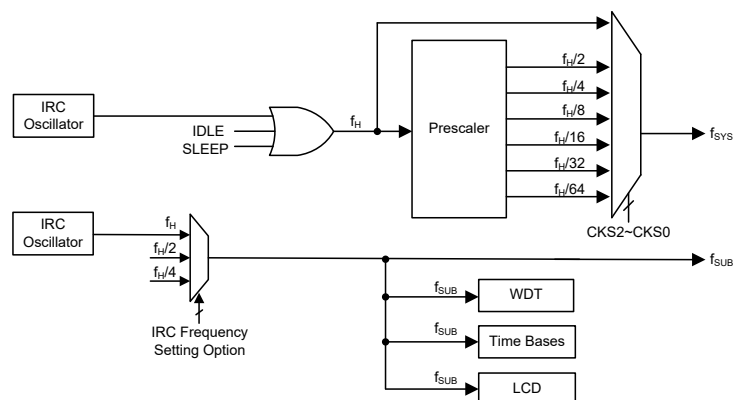 IRC
Oscillator
IDLE
SLEEP
fH
Prescaler
fH/2
fH/4
fH/8
fH/16
fH/32
fH/64
fSYS
CKS2~CKS0
IRC
Oscillator
fH
fH/2
fH/4
IRC Frequency
Setting Option
fSUB
fSUB
WDT
fSUB
Time Bases
fSUB
LCD